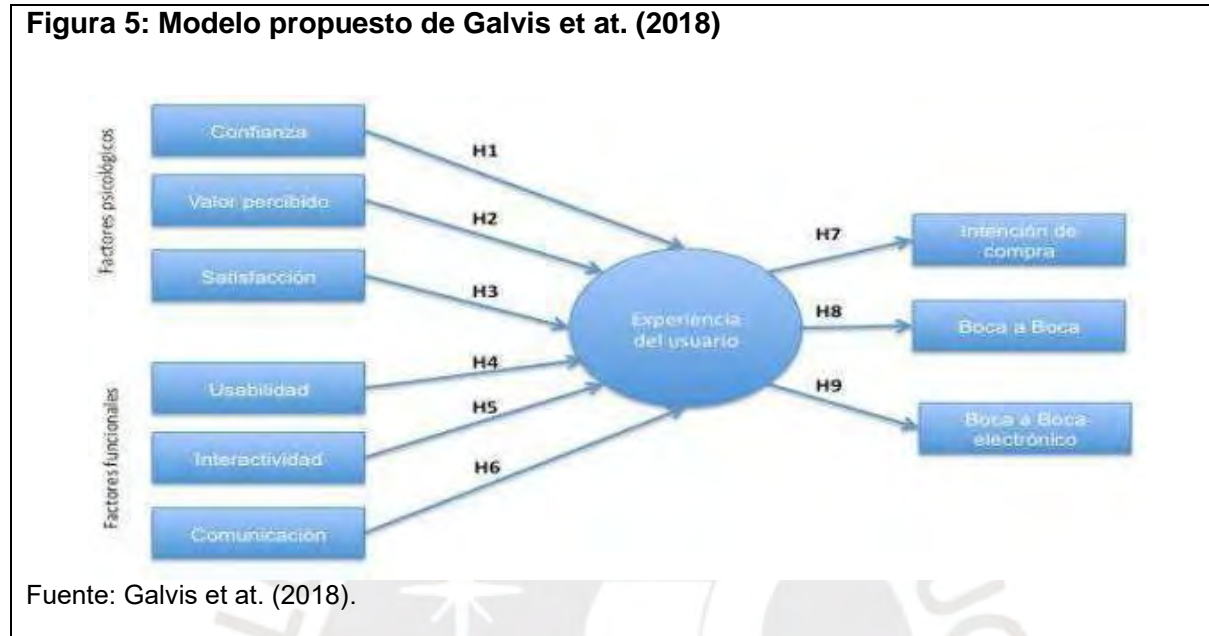 Figura 5: Modelo propuesto de Galvis et at. (2018)
Factores psicológicos
Confianza
Valor percibido
Satisfacción
Factores funcionales
Usabilidad
Interactividad
Comunicación
H1
H2
H3
H4
H5
H6
Experiencia
del usuario
H7
H8
H9
Intención de
compra
Boca a Boca
Boca a Boca
electrónico
Fuente: Galvis et at. (2018).